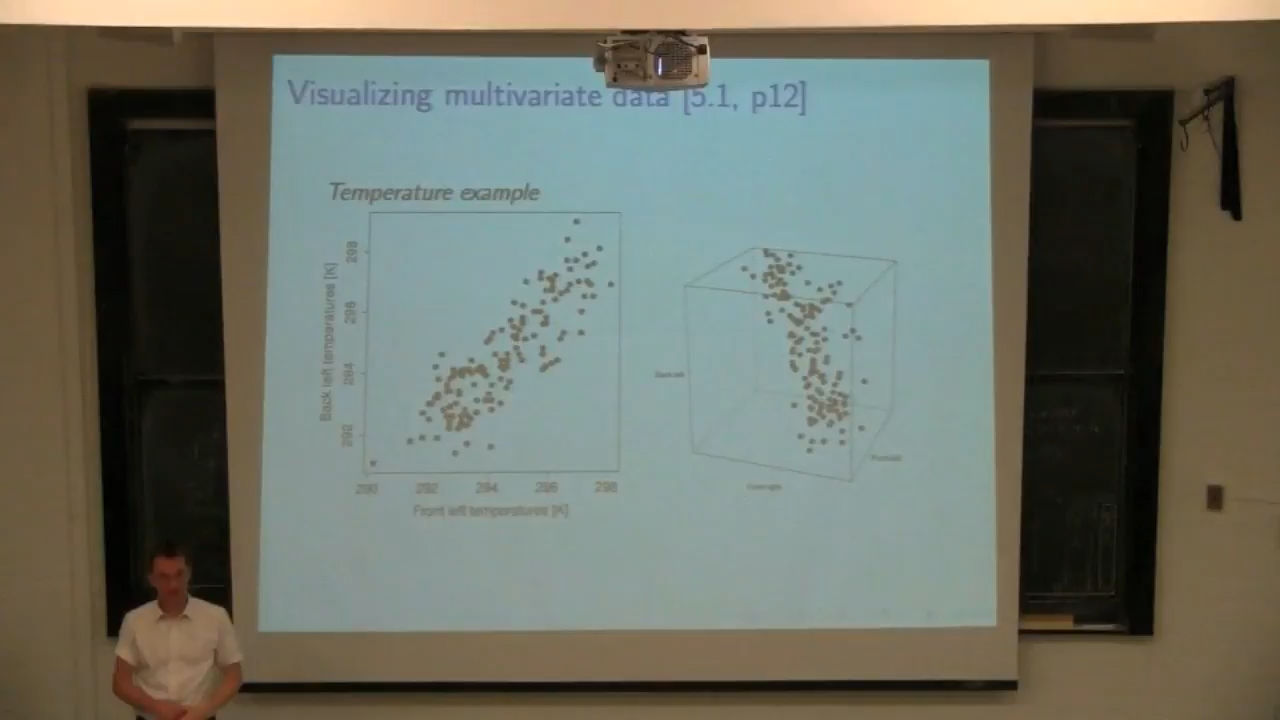 Visualizing multivariate data [5.1, p12]
Temperature example
Back left temperatures [K]
298
296
294
292
290 292 294 296 298
Front left temperatures [K]